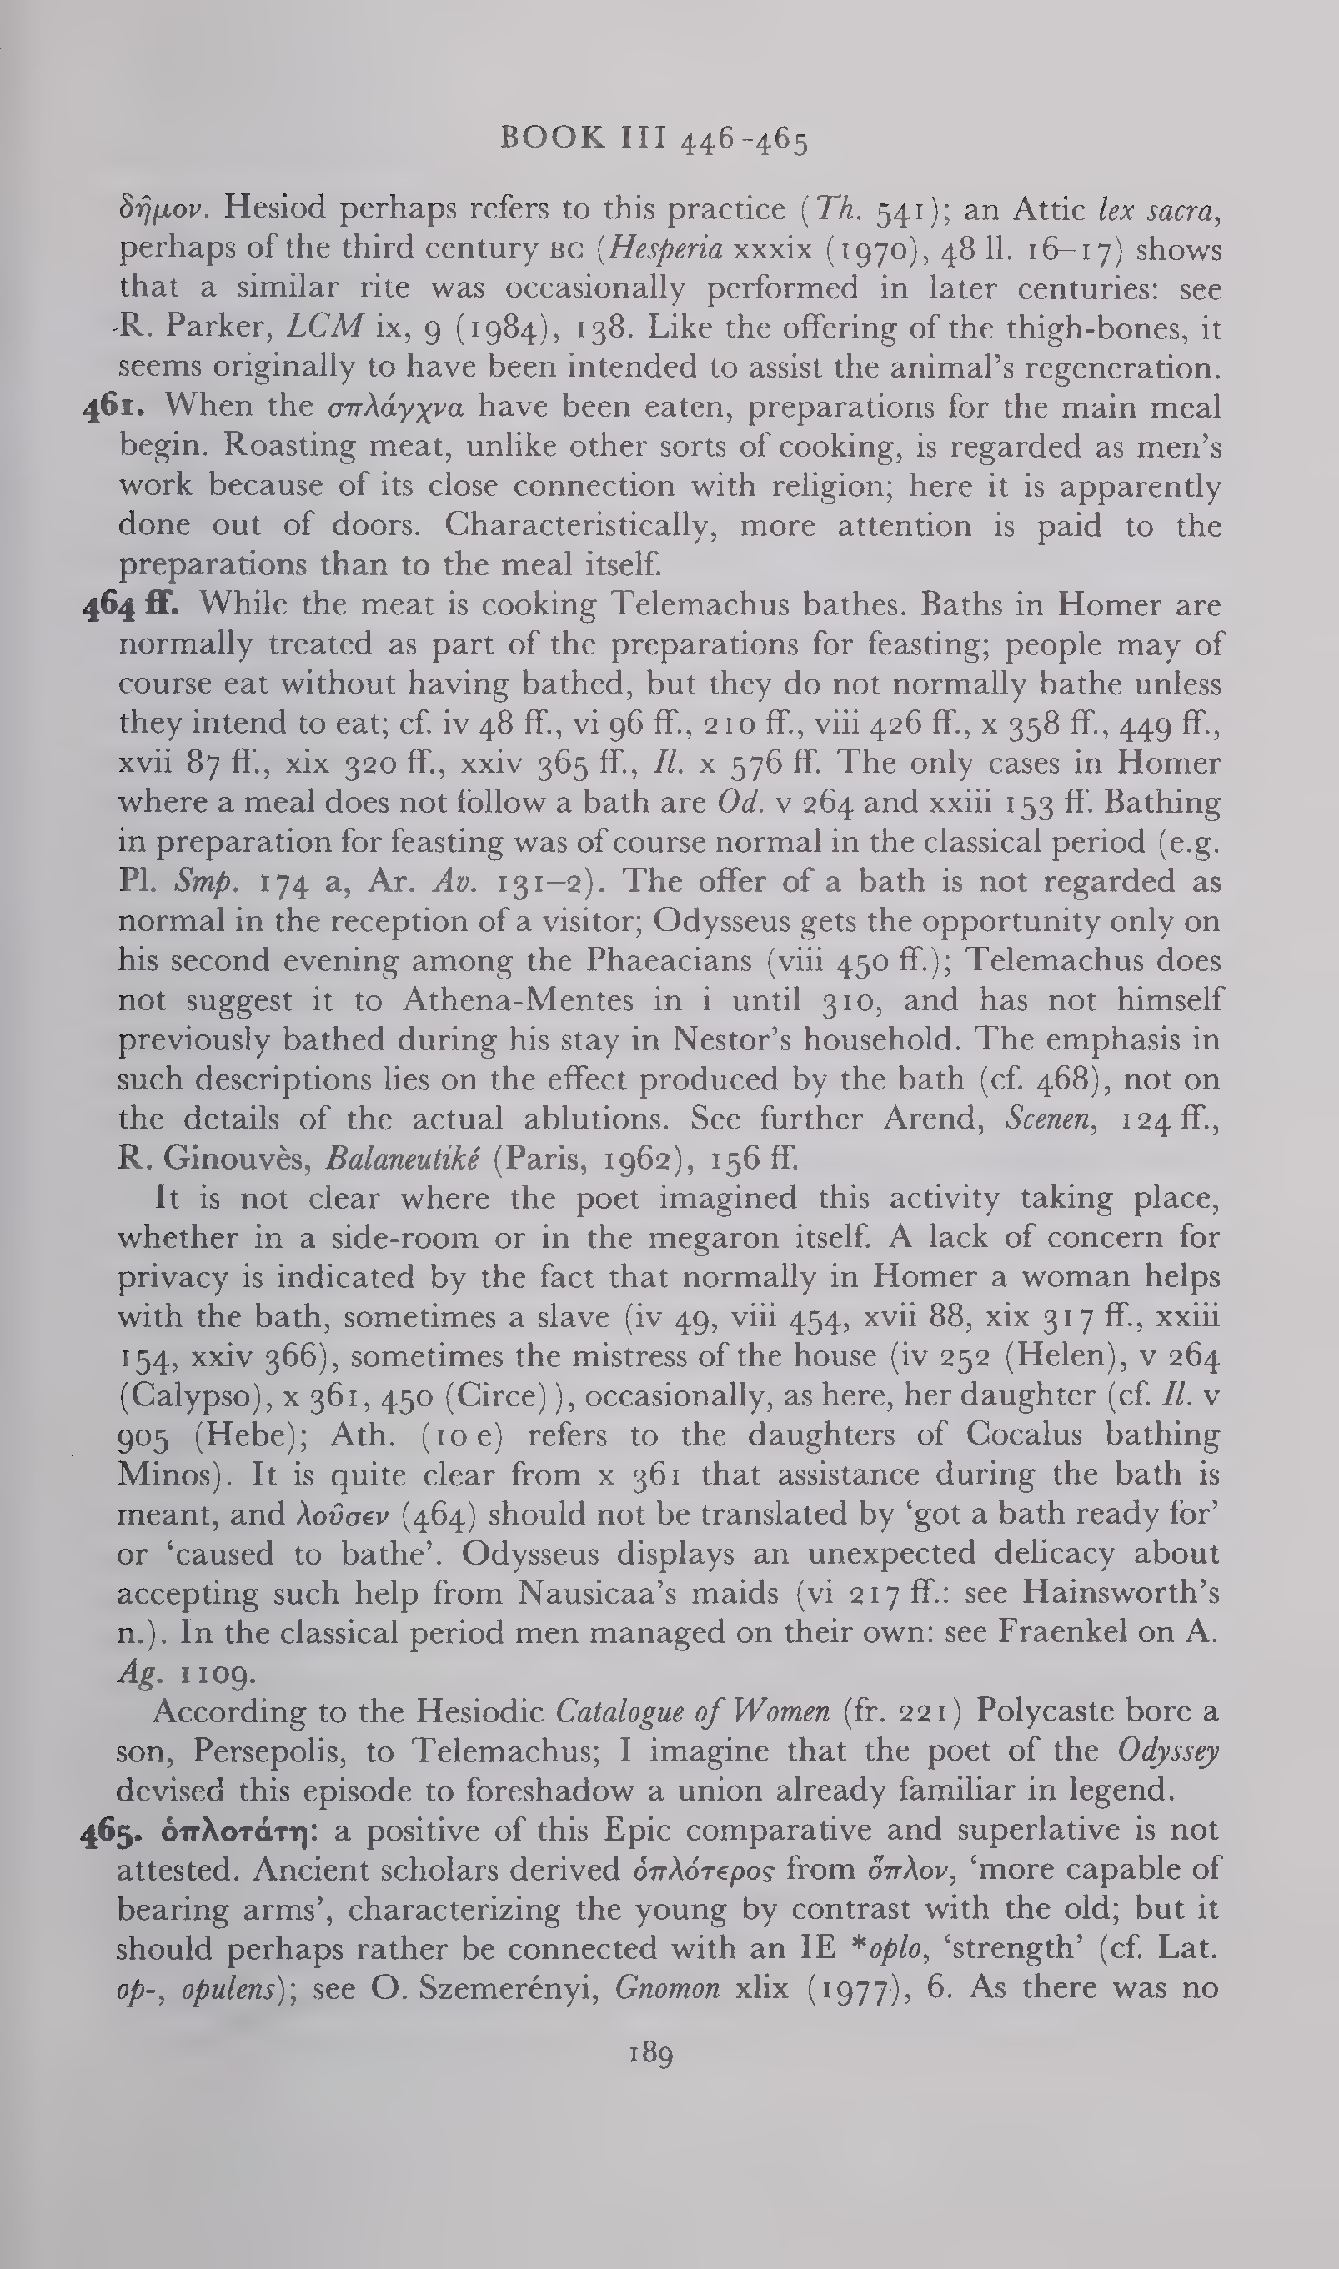 BOOK III 446-465
δῆμον. Hesiod perhaps refers to this practice (Th. 541); an Attic lex sacra,
perhaps of the third century BC (Hesperia xxxix (1970), 48 ll. 16–17) shows
that a similar rite was occasionally performed in later centuries: see
R. Parker, LCM ix, 9 (1984), 138. Like the offering of the thigh-bones, it
seems originally to have been intended to assist the animal’s regeneration.
461. When the σπλάγχνα have been eaten, preparations for the main meal
begin. Roasting meat, unlike other sorts of cooking, is regarded as men’s
work because of its close connection with religion; here it is apparently
done out of doors. Characteristically, more attention is paid to the
preparations than to the meal itself.
464 ff. While the meat is cooking Telemachus bathes. Baths in Homer are
normally treated as part of the preparations for feasting; people may of
course eat without having bathed, but they do not normally bathe unless
they intend to eat; cf. iv 48 ff., vi 96 ff., 210 ff., viii 426 ff., x 358 ff., 449 ff.,
xvii 87 ff., xix 320 ff., xxiv 365 ff., Il. x 576 ff. The only cases in Homer
where a meal does not follow a bath are Od. v 264 and xxiii 153 ff. Bathing
in preparation for feasting was of course normal in the classical period (e.g.
Pl. Smp. 174 a, Ar. Av. 131–2). The offer of a bath is not regarded as
normal in the reception of a visitor; Odysseus gets the opportunity only on
his second evening among the Phaeacians (viii 450 ff.); Telemachus does
not suggest it to Athena-Mentes in i until 310, and has not himself
previously bathed during his stay in Nestor’s household. The emphasis in
such descriptions lies on the effect produced by the bath (cf. 468), not on
the details of the actual ablutions. See further Arend, Scenen, 124 ff.,
R. Ginouvès, Balaneutiké (Paris, 1962), 156 ff.
It is not clear where the poet imagined this activity taking place,
whether in a side-room or in the megaron itself. A lack of concern for
privacy is indicated by the fact that normally in Homer a woman helps
with the bath, sometimes a slave (iv 49, viii 454, xvii 88, xix 317 ff., xxiii
154, xxiv 366), sometimes the mistress of the house (iv 252 (Helen), v 264
(Calypso), x 361, 450 (Circe)), occasionally, as here, her daughter (cf. Il. v
905 (Hebe); Ath. (10 e) refers to the daughters of Cocalus bathing
Minos). It is quite clear from x 361 that assistance during the bath is
meant, and λοῦσεν (464) should not be translated by ‘got a bath ready for’
or ‘caused to bathe’. Odysseus displays an unexpected delicacy about
accepting such help from Nausicaa’s maids (vi 217 ff.: see Hainsworth’s
n.). In the classical period men managed on their own: see Fraenkel on A.
Ag. 1109.
According to the Hesiodic Catalogue of Women (fr. 221) Polycaste bore a
son, Persepolis, to Telemachus; I imagine that the poet of the Odyssey
devised this episode to foreshadow a union already familiar in legend.
465. ὁπλοτάτη: a positive of this Epic comparative and superlative is not
attested. Ancient scholars derived ὁπλότερος from ὅπλον, ‘more capable of
bearing arms’, characterizing the young by contrast with the old; but it
should perhaps rather be connected with an IE *oplo, ‘strength’ (cf. Lat.
op-, opulens); see O. Szemerényi, Gnomon xlix (1977), 6. As there was no
189